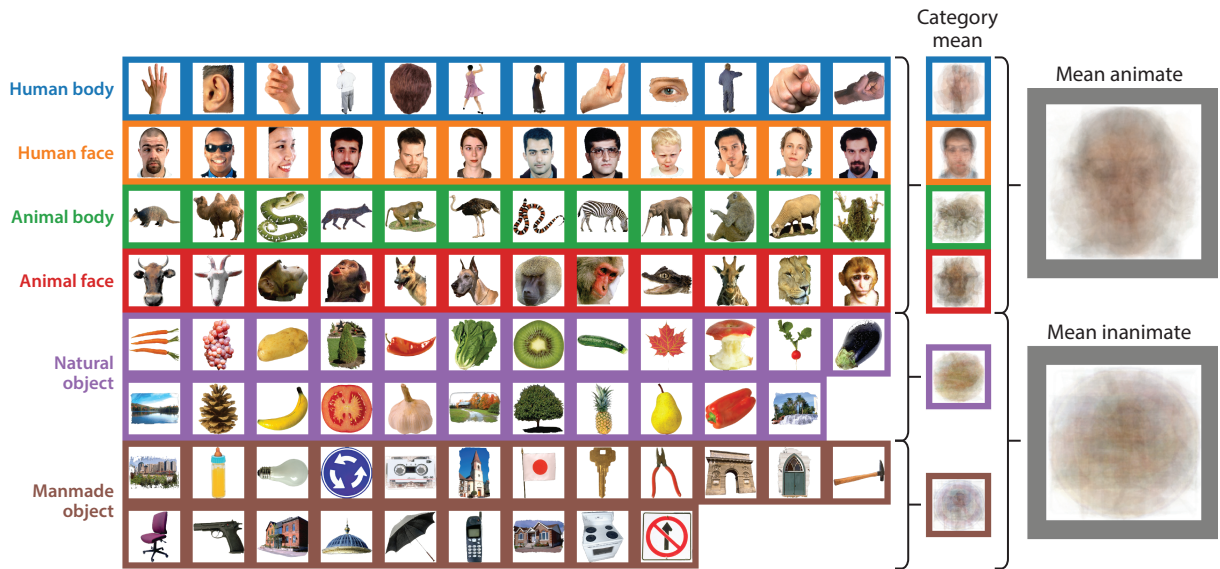 Category
mean
Human body
Mean animate
Human face
Animal body
Animal face
Natural
object
Mean inanimate
Manmade
object